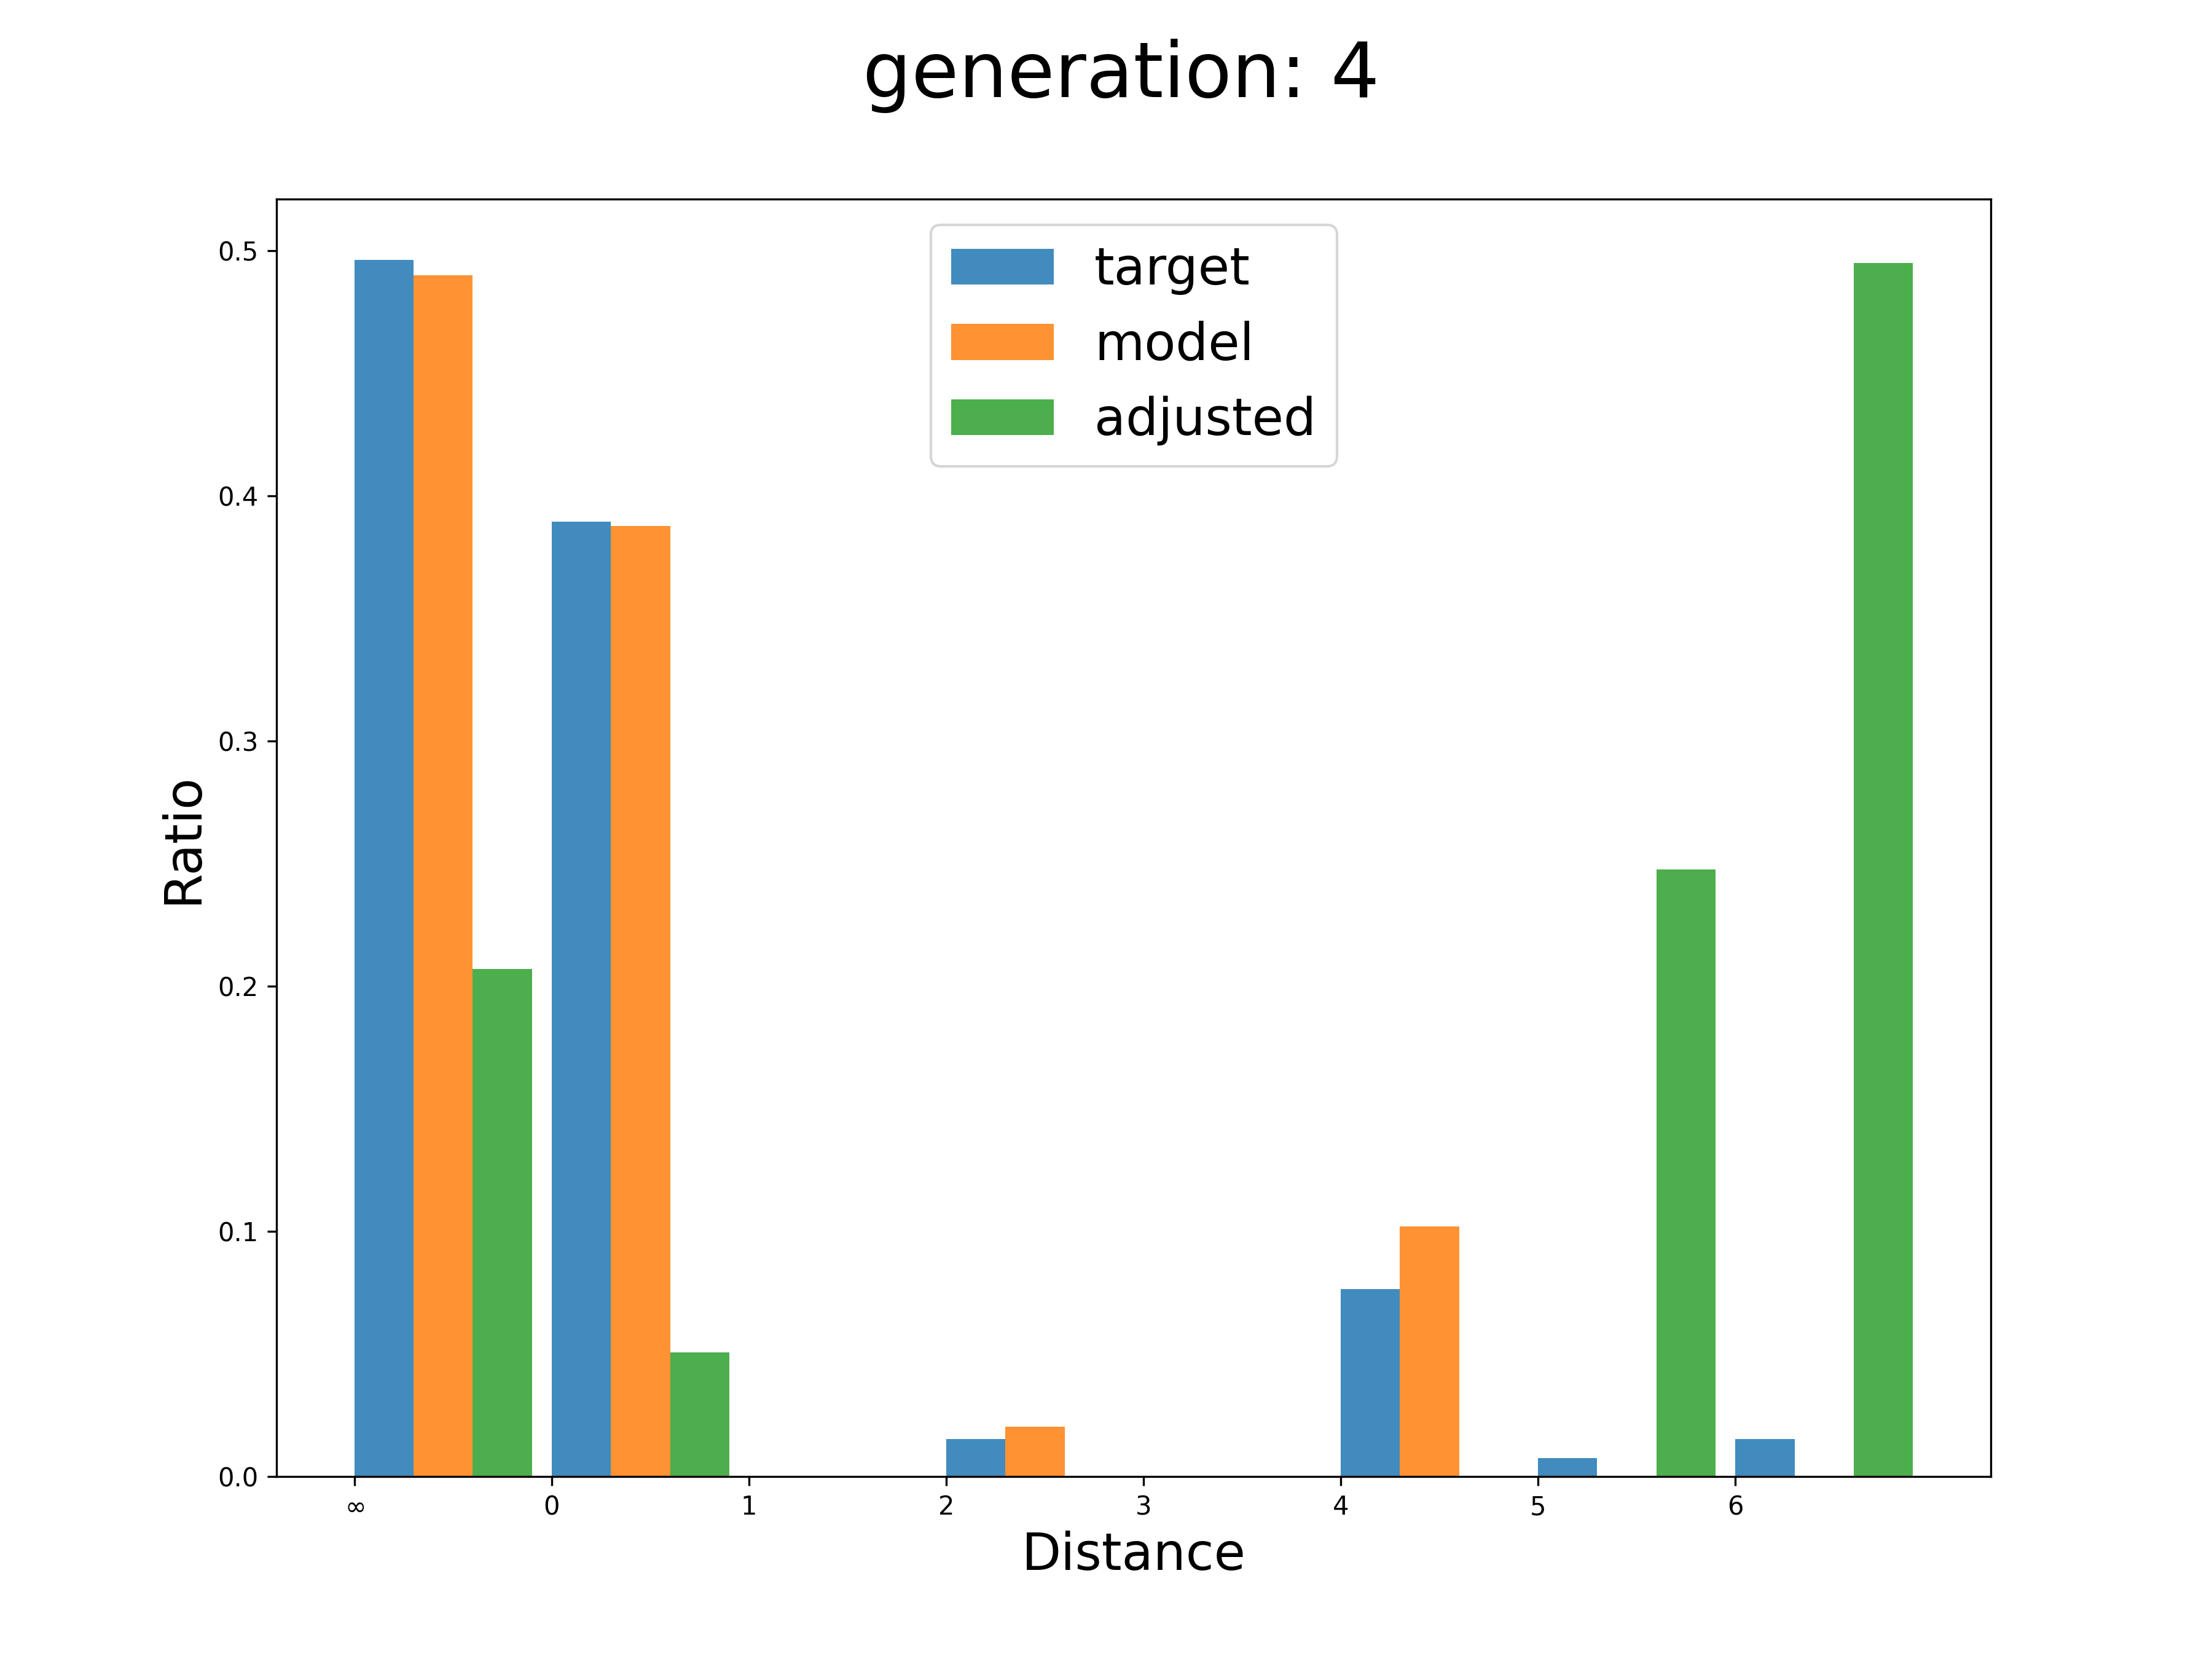 generation: 4
target
model
adjusted
0.5
0.4
0.3
0.2
0.1
0.0
Ratio
∞ 0 1 2 3 4 5 6
Distance